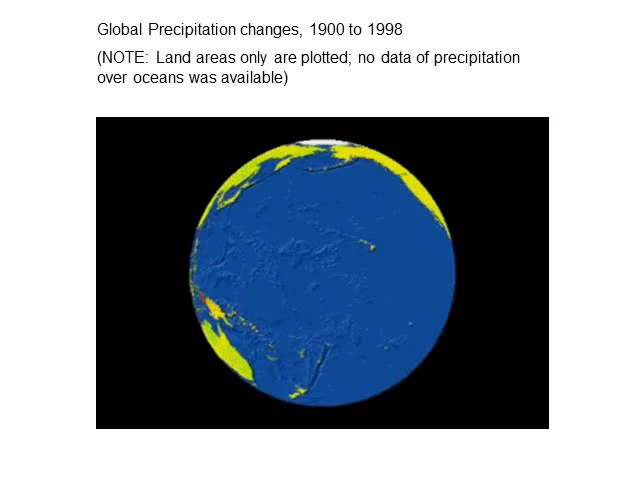 Global Precipitation changes, 1900 to 1998
(NOTE: Land areas only are plotted; no data of precipitation
over oceans was available)